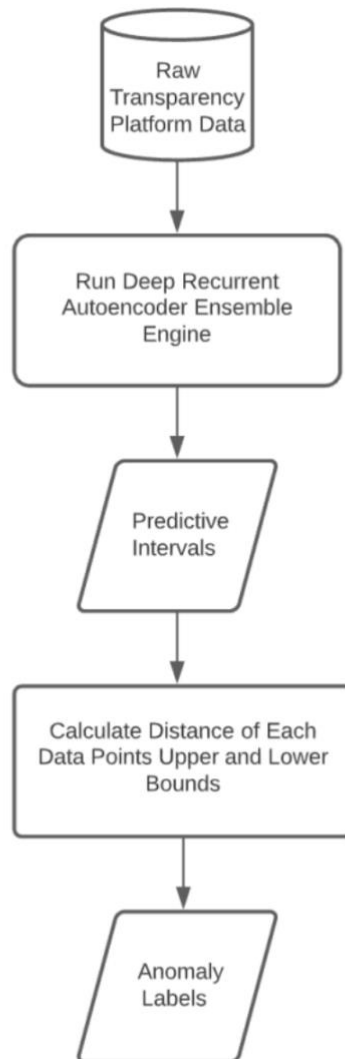 Raw
Transparency
Platform Data
Run Deep Recurrent
Autoencoder Ensemble
Engine
Predictive
Intervals
Calculate Distance of Each
Data Points Upper and Lower
Bounds
Anomaly
Labels